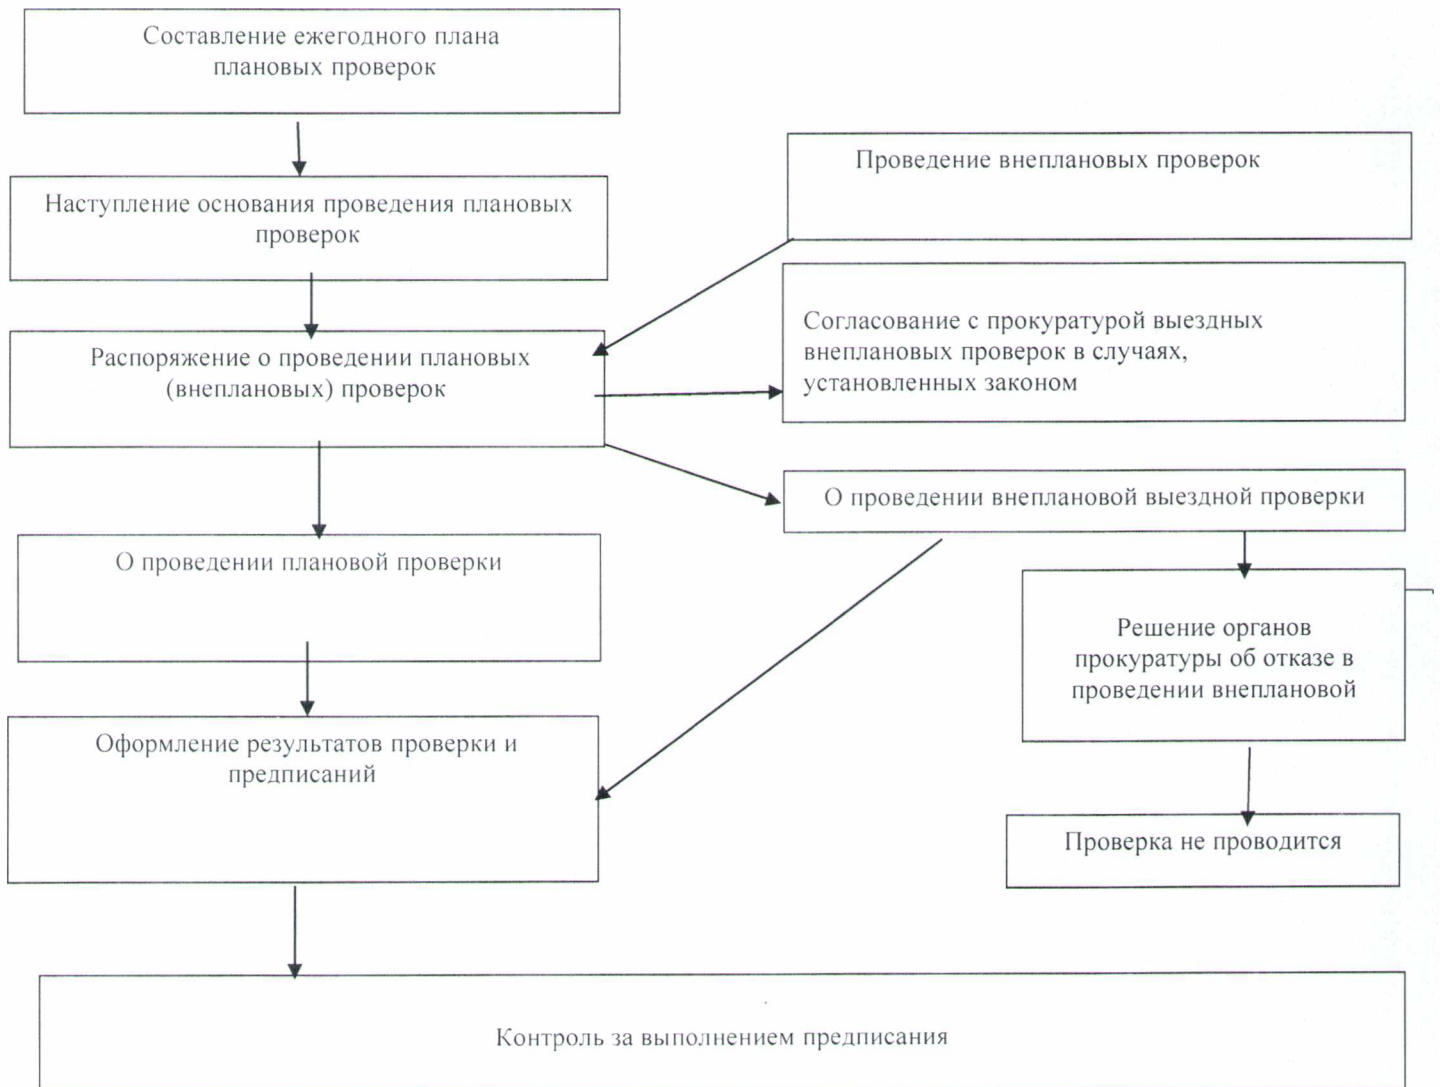 Составление ежегодного плана
плановых проверок
Наступление основания проведения плановых
проверок
Проведение внеплановых проверок
Распоряжение о проведении плановых
(внеплановых) проверок
Согласование с прокуратурой выездных
внеплановых проверок в случаях,
установленных законом
О проведении внеплановой выездной проверки
О проведении плановой проверки
Решение органов
прокуратуры об отказе в
проведении внеплановой
Оформление результатов проверки и
предписаний
Проверка не проводится
Контроль за выполнением предписания